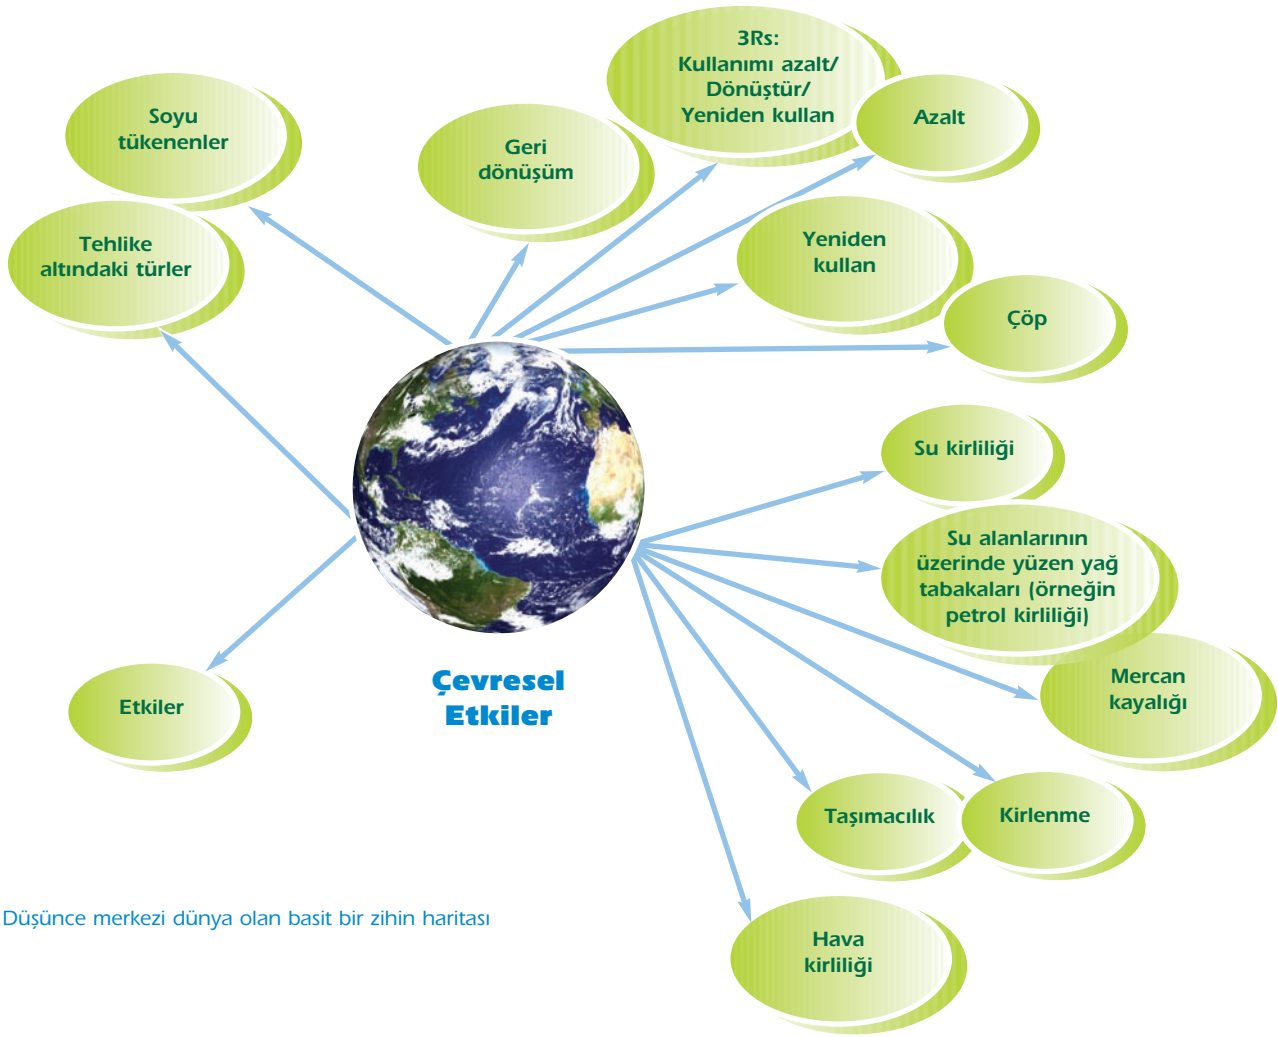 3Rs:
Kullanımı azalt/
Dönüştür/
Yeniden kullan
Azalt
Soyu
tükenenler
Geri
dönüşüm
Tehlike
altındaki türler
Yeniden
kullan
Çöp
Su kirliliği
Su alanlarının
üzerinde yüzen yağ
tabakaları (örneğin
petrol kirliliği)
Mercan
kayalığı
Çevresel
Etkiler
Etkiler
Taşımacılık
Kirlenme
Hava
kirliliği
Düşünce merkezi dünya olan basit bir zihin haritası